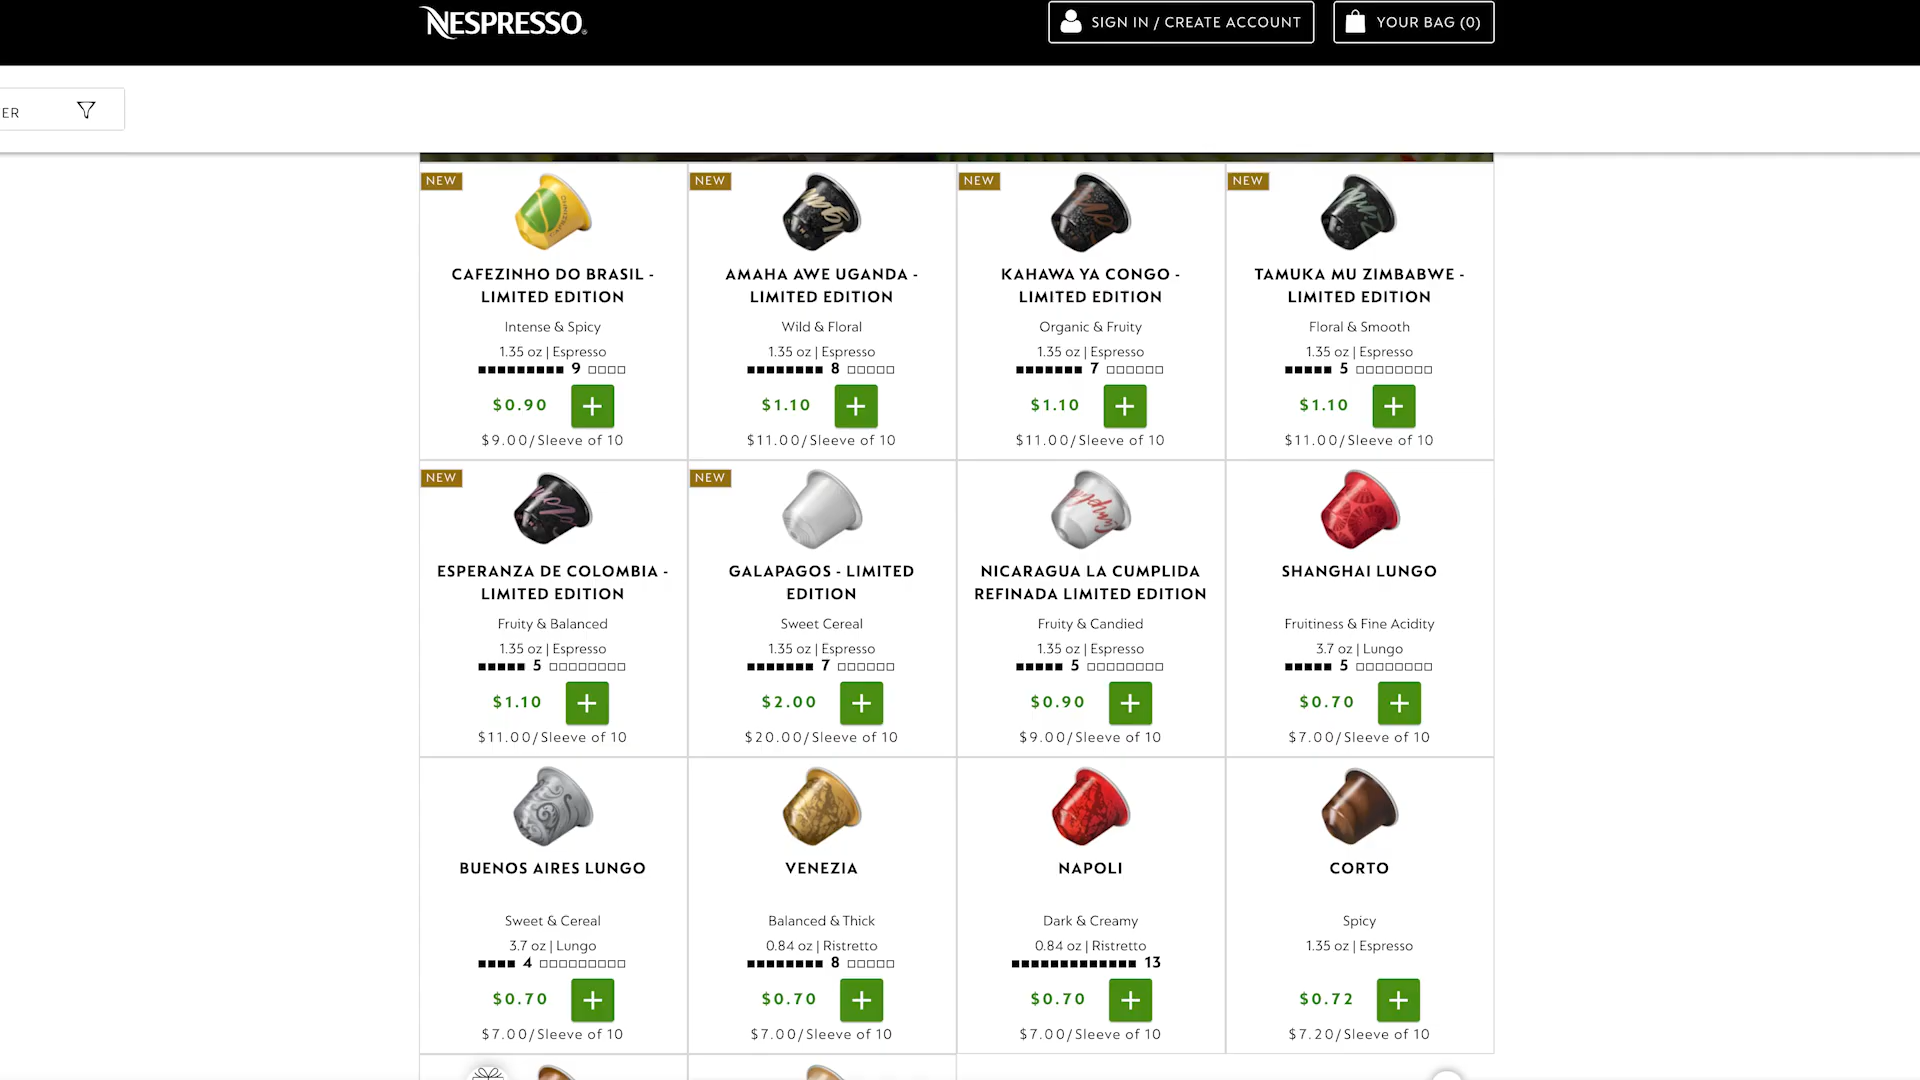 NESPRESSO
SIGN IN / CREATE ACCOUNT
YOUR BAG (0)
ER
NEW
CAFEZINHO DO BRASIL -
LIMITED EDITION
Intense & Spicy
1.35 oz | Espresso
9
$0.90
$9.00/Sleeve of 10
NEW
AMAHA AWE UGANDA -
LIMITED EDITION
Wild & Floral
1.35 oz | Espresso
8
$1.10
$11.00/Sleeve of 10
NEW
KAHAWA YA CONGO -
LIMITED EDITION
Organic & Fruity
1.35 oz | Espresso
7
$1.10
$11.00/Sleeve of 10
NEW
TAMUKA MU ZIMBABWE -
LIMITED EDITION
Floral & Smooth
1.35 oz | Espresso
5
$1.10
$11.00/Sleeve of 10
NEW
ESPERANZA DE COLOMBIA -
LIMITED EDITION
Fruity & Balanced
1.35 oz | Espresso
5
$1.10
$11.00/Sleeve of 10
NEW
GALAPAGOS - LIMITED
EDITION
Sweet Cereal
1.35 oz | Espresso
7
$2.00
$20.00/Sleeve of 10
NICARAGUA LA CUMPLIDA
REFINADA LIMITED EDITION
Fruity & Candied
1.35 oz | Espresso
5
$0.90
$9.00/Sleeve of 10
SHANGHAI LUNGO
Fruitiness & Fine Acidity
3.7 oz | Lungo
5
$0.70
$7.00/Sleeve of 10
BUENOS AIRES LUNGO
Sweet & Cereal
3.7 oz | Lungo
4
$0.70
$7.00/Sleeve of 10
VENEZIA
Balanced & Thick
0.84 oz | Ristretto
8
$0.70
$7.00/Sleeve of 10
NAPOLI
Dark & Creamy
0.84 oz | Ristretto
13
$0.70
$7.00/Sleeve of 10
CORTO
Spicy
1.35 oz | Espresso
$0.72
$7.20/Sleeve of 10